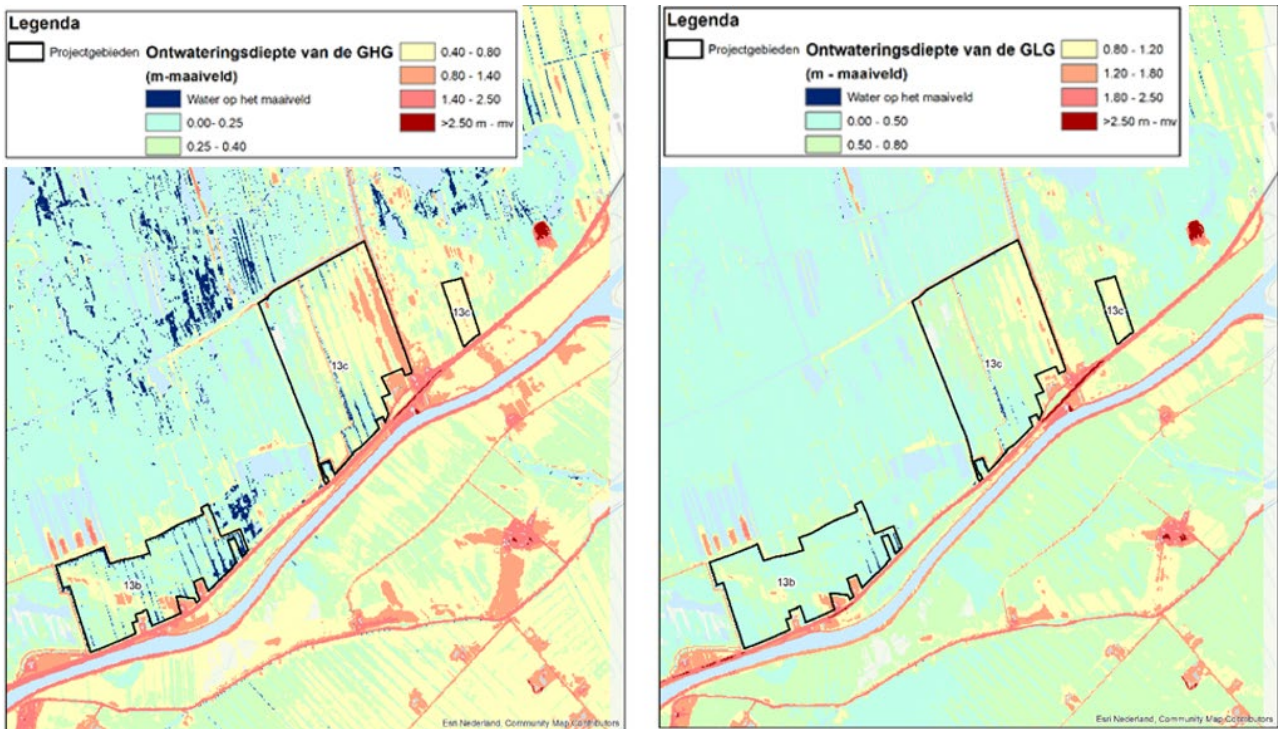 Legenda
Projectgebieden
Ontwateringsdiepte van de GHG
(m-maaiveld)
Water op het maaiveld
0.00- 0.25
0.25 - 0.40
0.40 - 0.80
0.80 - 1.40
1.40 - 2.50
>2.50 m - mv
13c
13c
13b
Esri Nederland, Community Map Contributors
Legenda
Projectgebieden
Ontwateringsdiepte van de GLG
(m - maaiveld)
Water op het maaiveld
0.00 - 0.50
0.50 - 0.80
0.80 - 1.20
1.20 - 1.80
1.80 - 2.50
>2.50 m - mv
13c
13c
13b
Esri Nederland, Community Map Contributors